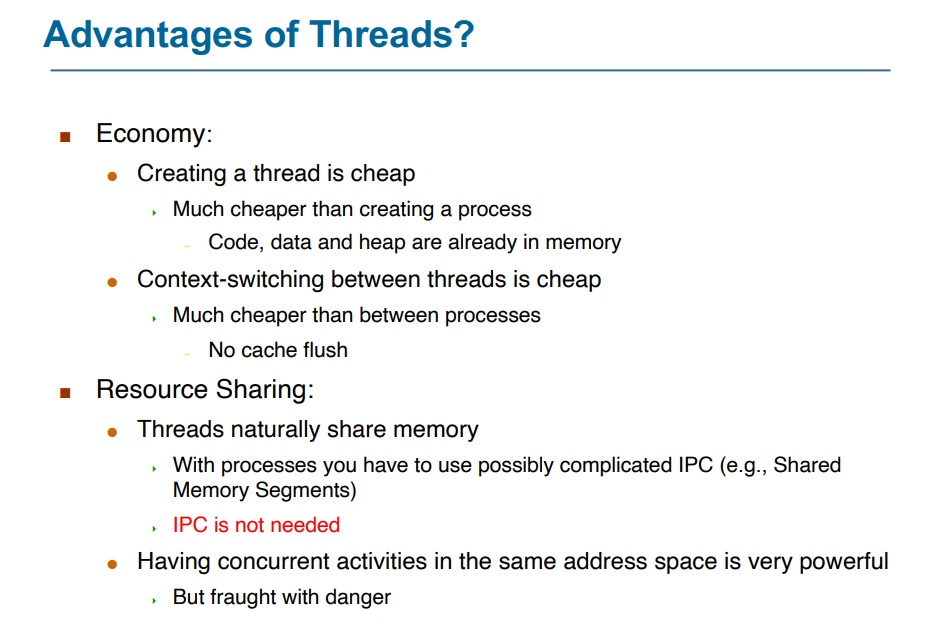 Advantages of Threads?
Economy:
Creating a thread is cheap
Much cheaper than creating a process
Code, data and heap are already in memory
Context-switching between threads is cheap
Much cheaper than between processes
No cache flush
Resource Sharing:
Threads naturally share memory
With processes you have to use possibly complicated IPC (e.g., Shared
Memory Segments)
IPC is not needed
Having concurrent activities in the same address space is very powerful
But fraught with danger